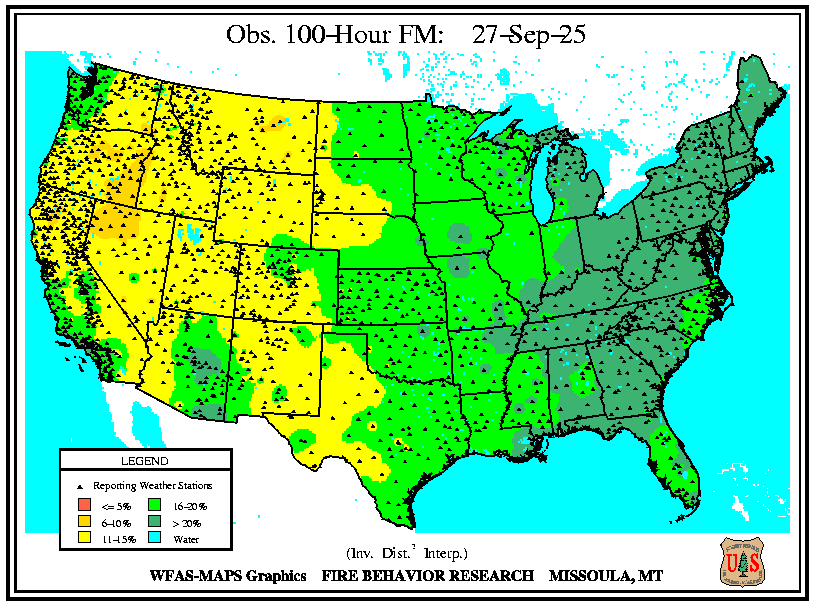 Obs. 100-Hour FM: 27-Sep-25
LEGEND
Reporting Weather Stations
<= 5% 16-20%
6-10% > 20%
11-15% Water
(Inv. Dist.² Interp.)
WFAS-MAPS Graphics FIRE BEHAVIOR RESEARCH MISSOULA, MT
U S